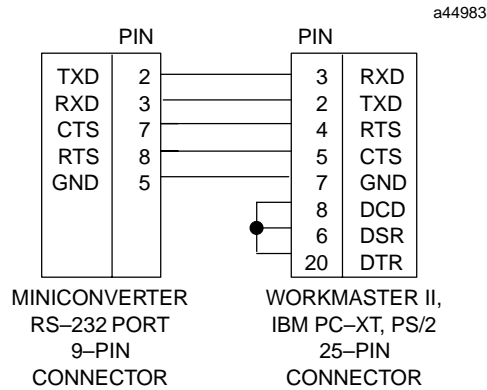 a44983
PIN PIN
TXD 2 3 RXD
RXD 3 2 TXD
CTS 7 4 RTS
RTS 8 5 CTS
GND 5 7 GND
8 DCD
6 DSR
20 DTR
MINICONVERTER WORKMASTER II,
RS–232 PORT IBM PC–XT, PS/2
9–PIN 25–PIN
CONNECTOR CONNECTOR